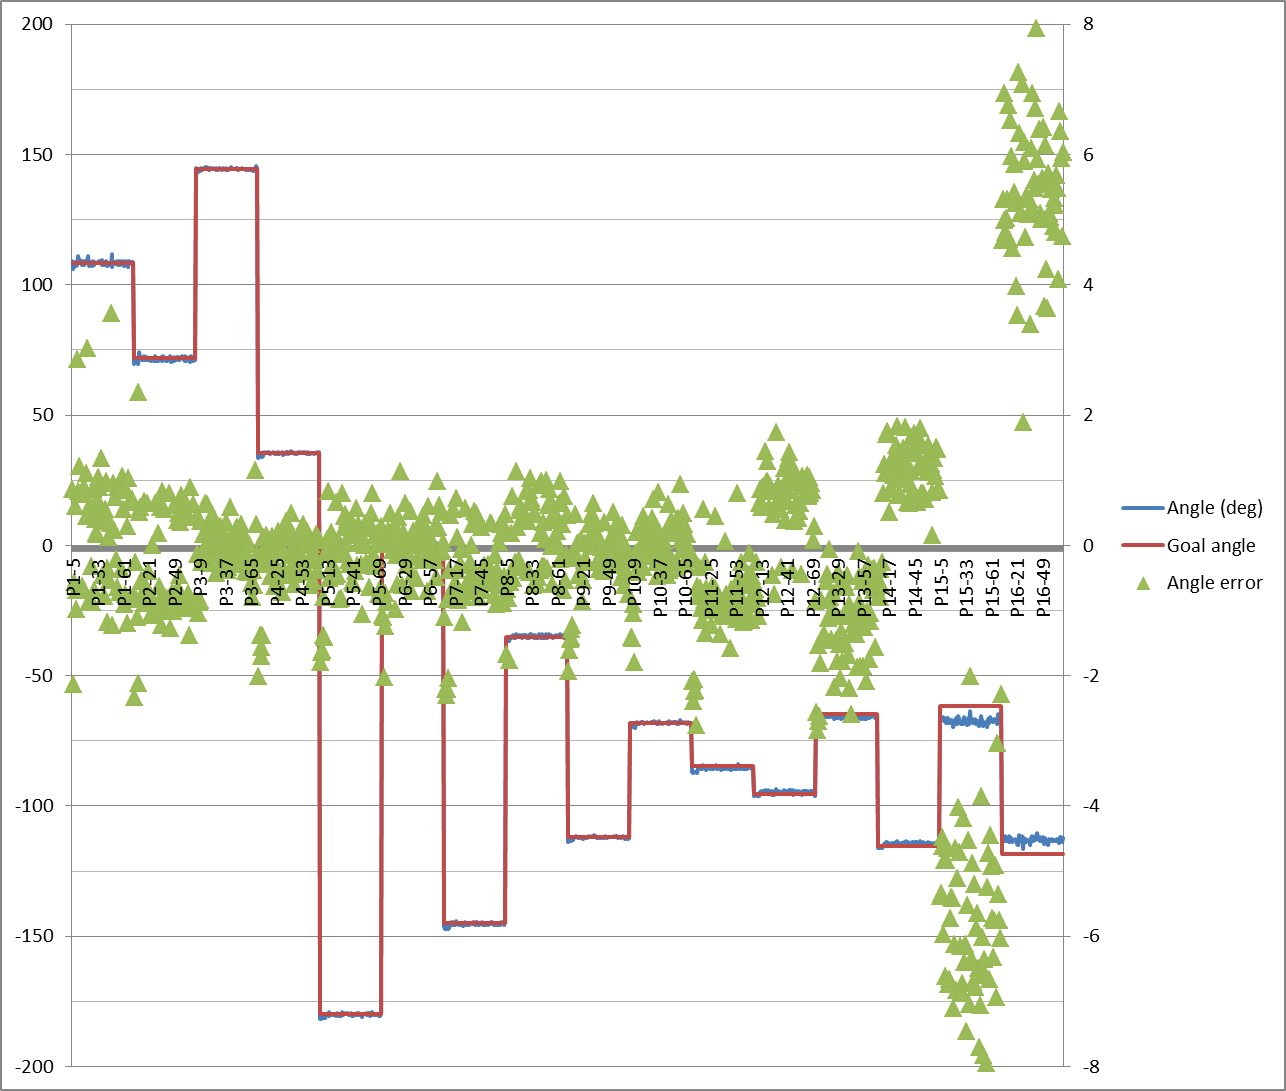 200
150
100
50
0
-50
-100
-150
-200
8
6
4
2
0
-2
-4
-6
-8
P1-5
P1-33
P1-61
P2-21
P2-49
P3-9
P3-37
P3-65
P4-25
P4-53
P5-13
P5-41
P5-69
P6-29
P6-57
P7-17
P7-45
P8-5
P8-33
P8-61
P9-21
P9-49
P10-9
P10-37
P10-65
P11-25
P11-53
P12-13
P12-41
P12-69
P13-29
P13-57
P14-17
P14-45
P15-5
P15-33
P15-61
P16-21
P16-49
Angle (deg)
Goal angle
Angle error